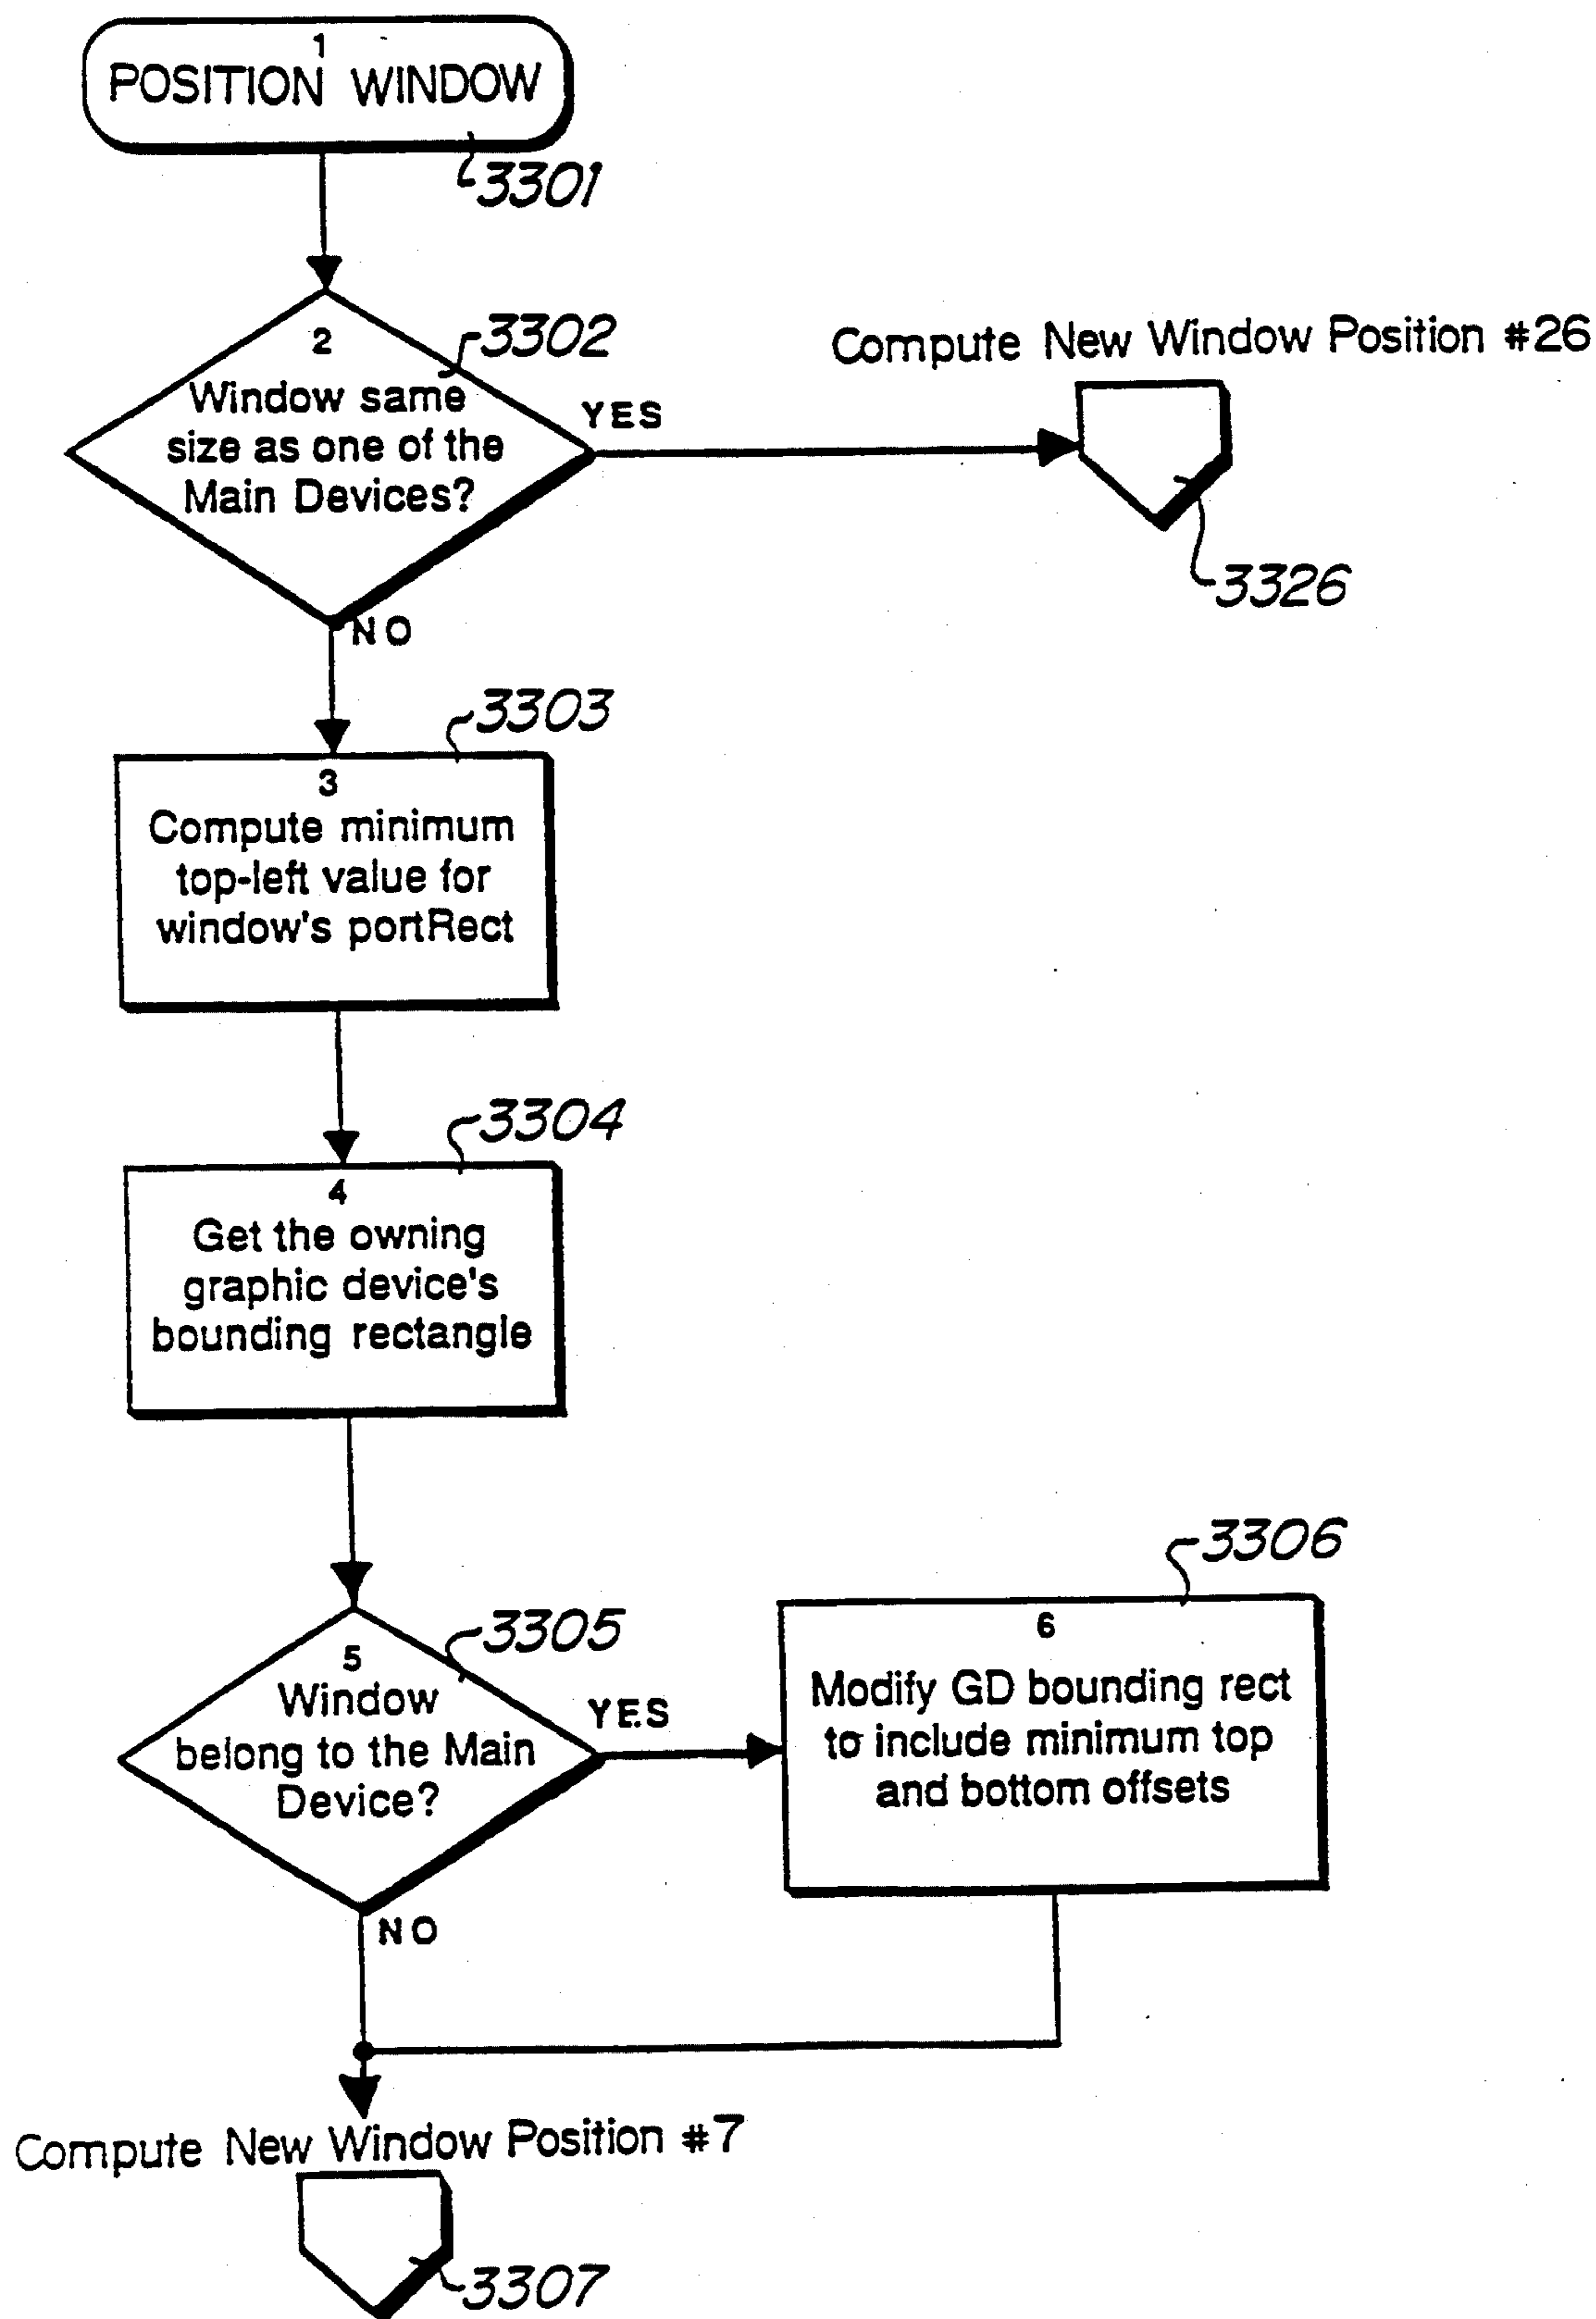 1
POSITION WINDOW
3301
2
3302
Window same
size as one of the
Main Devices?
YES
NO
Compute New Window Position #26
3326
3303
3
Compute minimum
top-left value for
window's portRect
3304
4
Get the owning
graphic device's
bounding rectangle
3305
5
Window
belong to the Main
Device?
YES
NO
3306
6
Modify GD bounding rect
to include minimum top
and bottom offsets
Compute New Window Position #7
3307